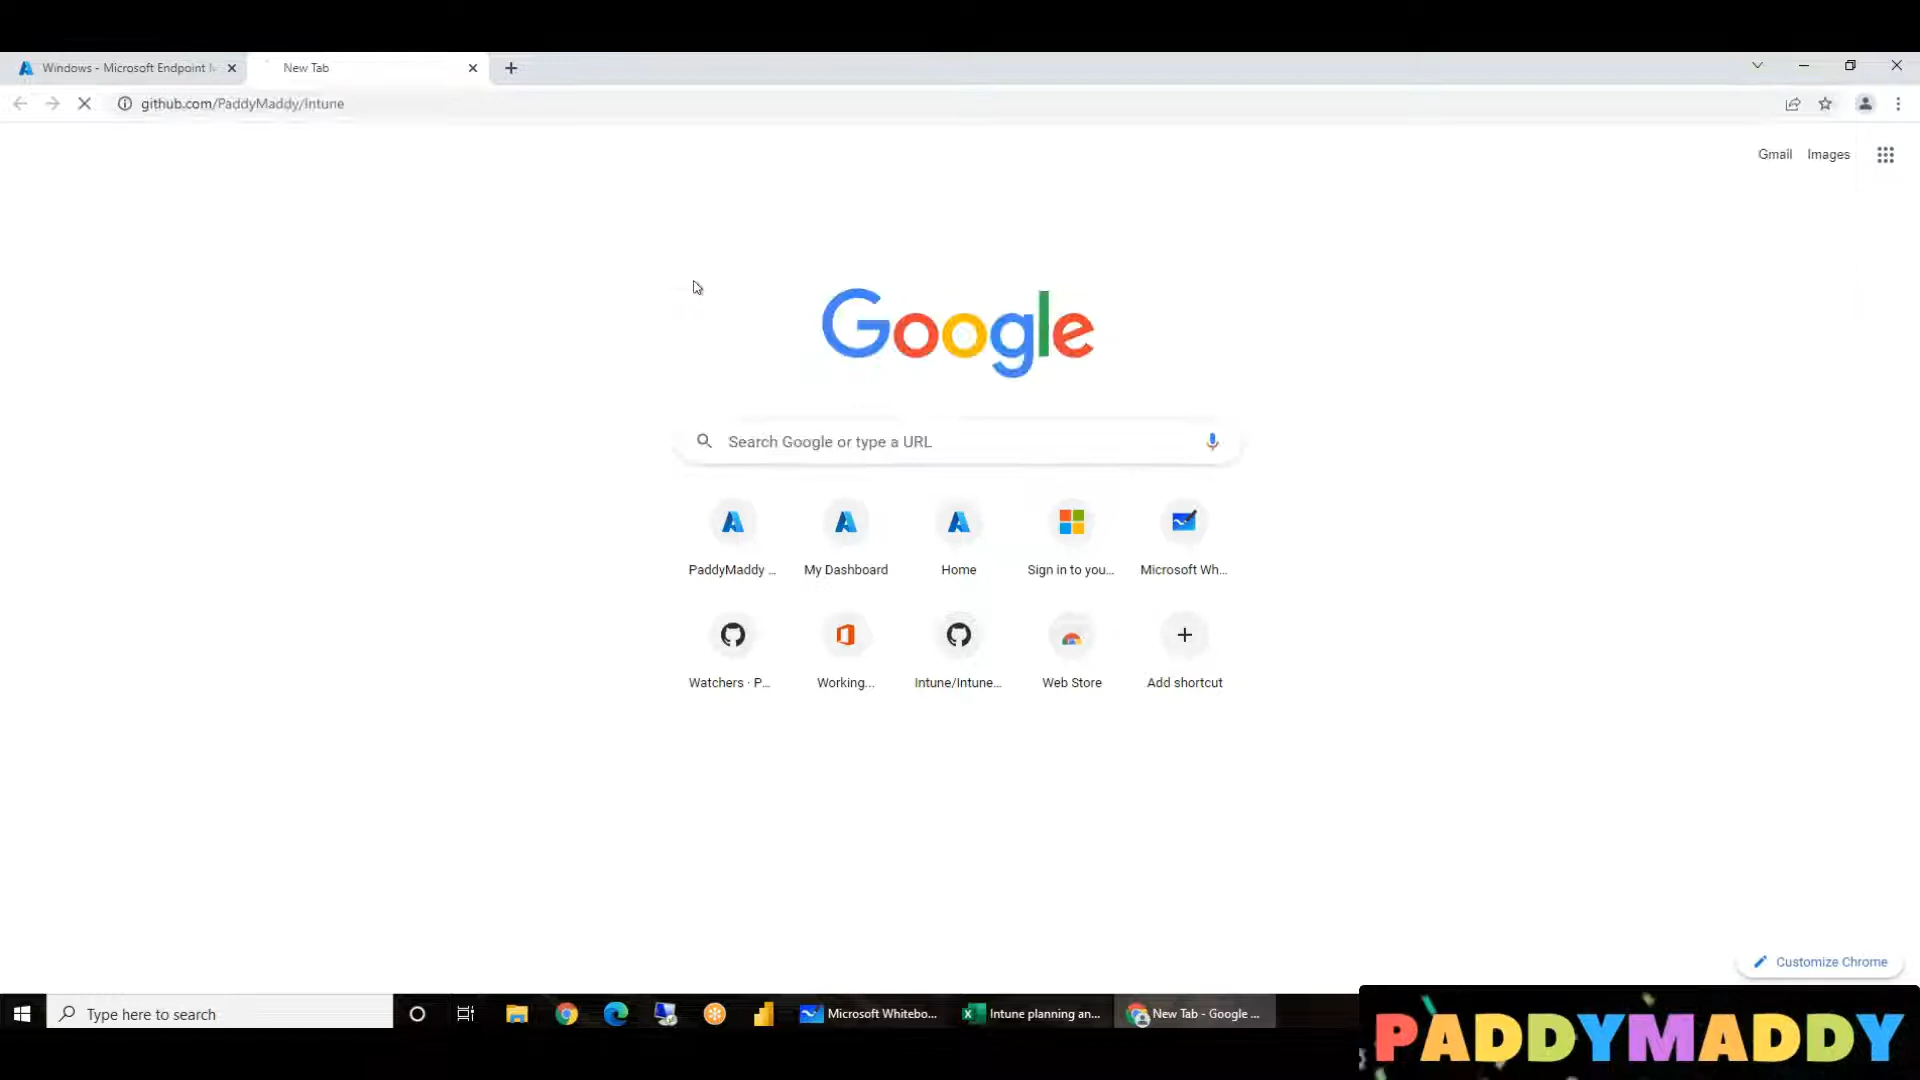 Windows - Microsoft Endpoint M
New Tab
github.com/PaddyMaddy/Intune
Gmail Images
Google
Search Google or type a URL
PaddyMaddy ... My Dashboard Home Sign in to you... Microsoft Wh...
Watchers · P... Working... Intune/Intune... Web Store Add shortcut
Customize Chrome
Type here to search
Microsoft Whitebo...
Intune planning an...
New Tab - Google ...
PADDYMADDY